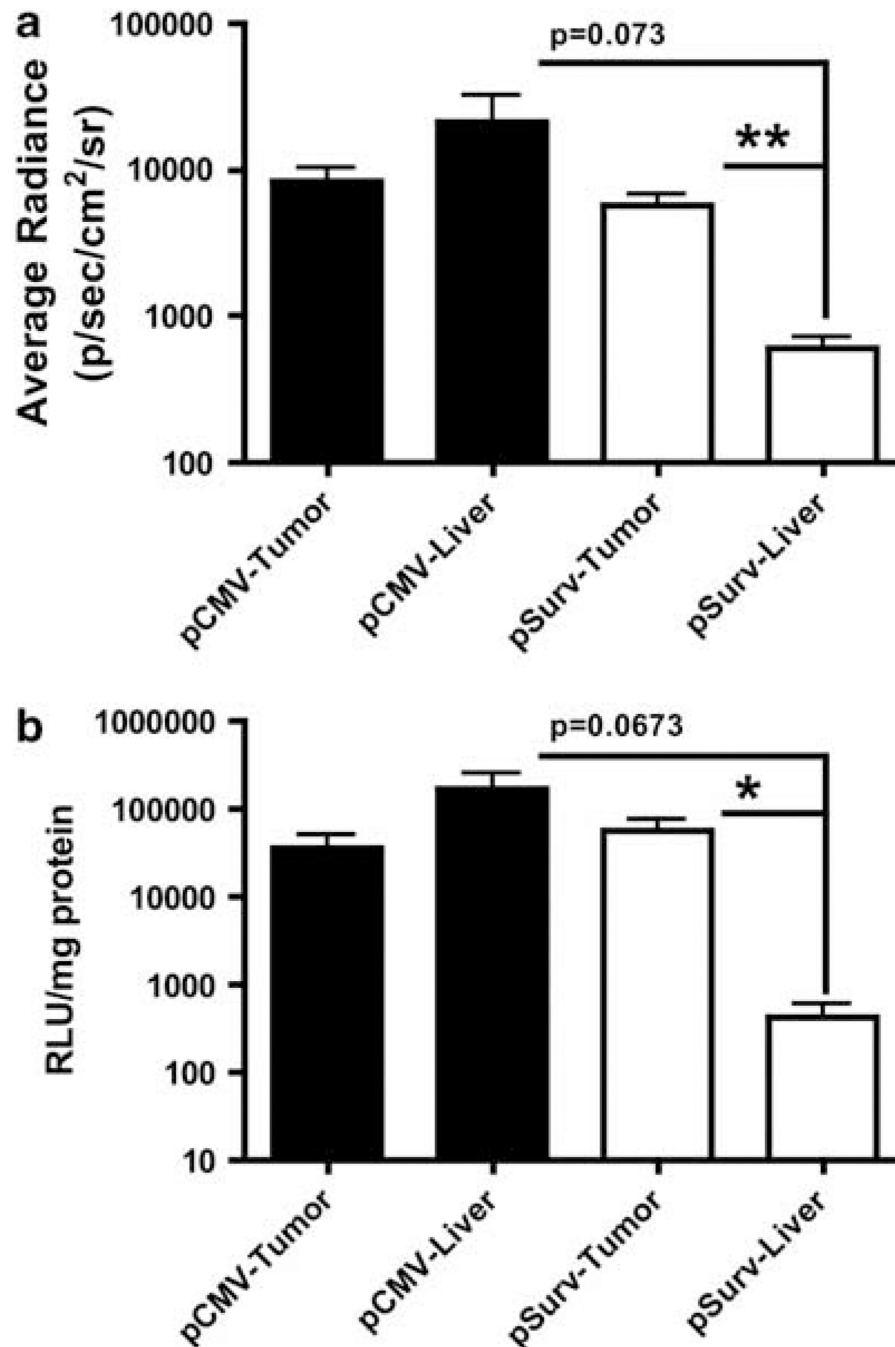 a
Average Radiance
(p/sec/cm²/sr)
100000
10000
1000
100
p=0.073
**
pCMV-Tumor
pCMV-Liver
pSurv-Tumor
pSurv-Liver
b
RLU/mg protein
1000000
100000
10000
1000
100
10
p=0.0673
*
pCMV-Tumor
pCMV-Liver
pSurv-Tumor
pSurv-Liver